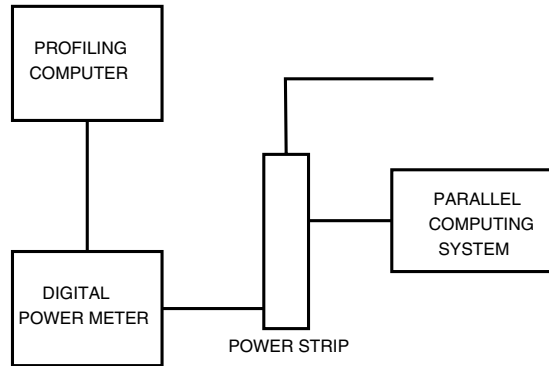 PROFILING
COMPUTER
PARALLEL
COMPUTING
SYSTEM
DIGITAL
POWER METER
POWER STRIP